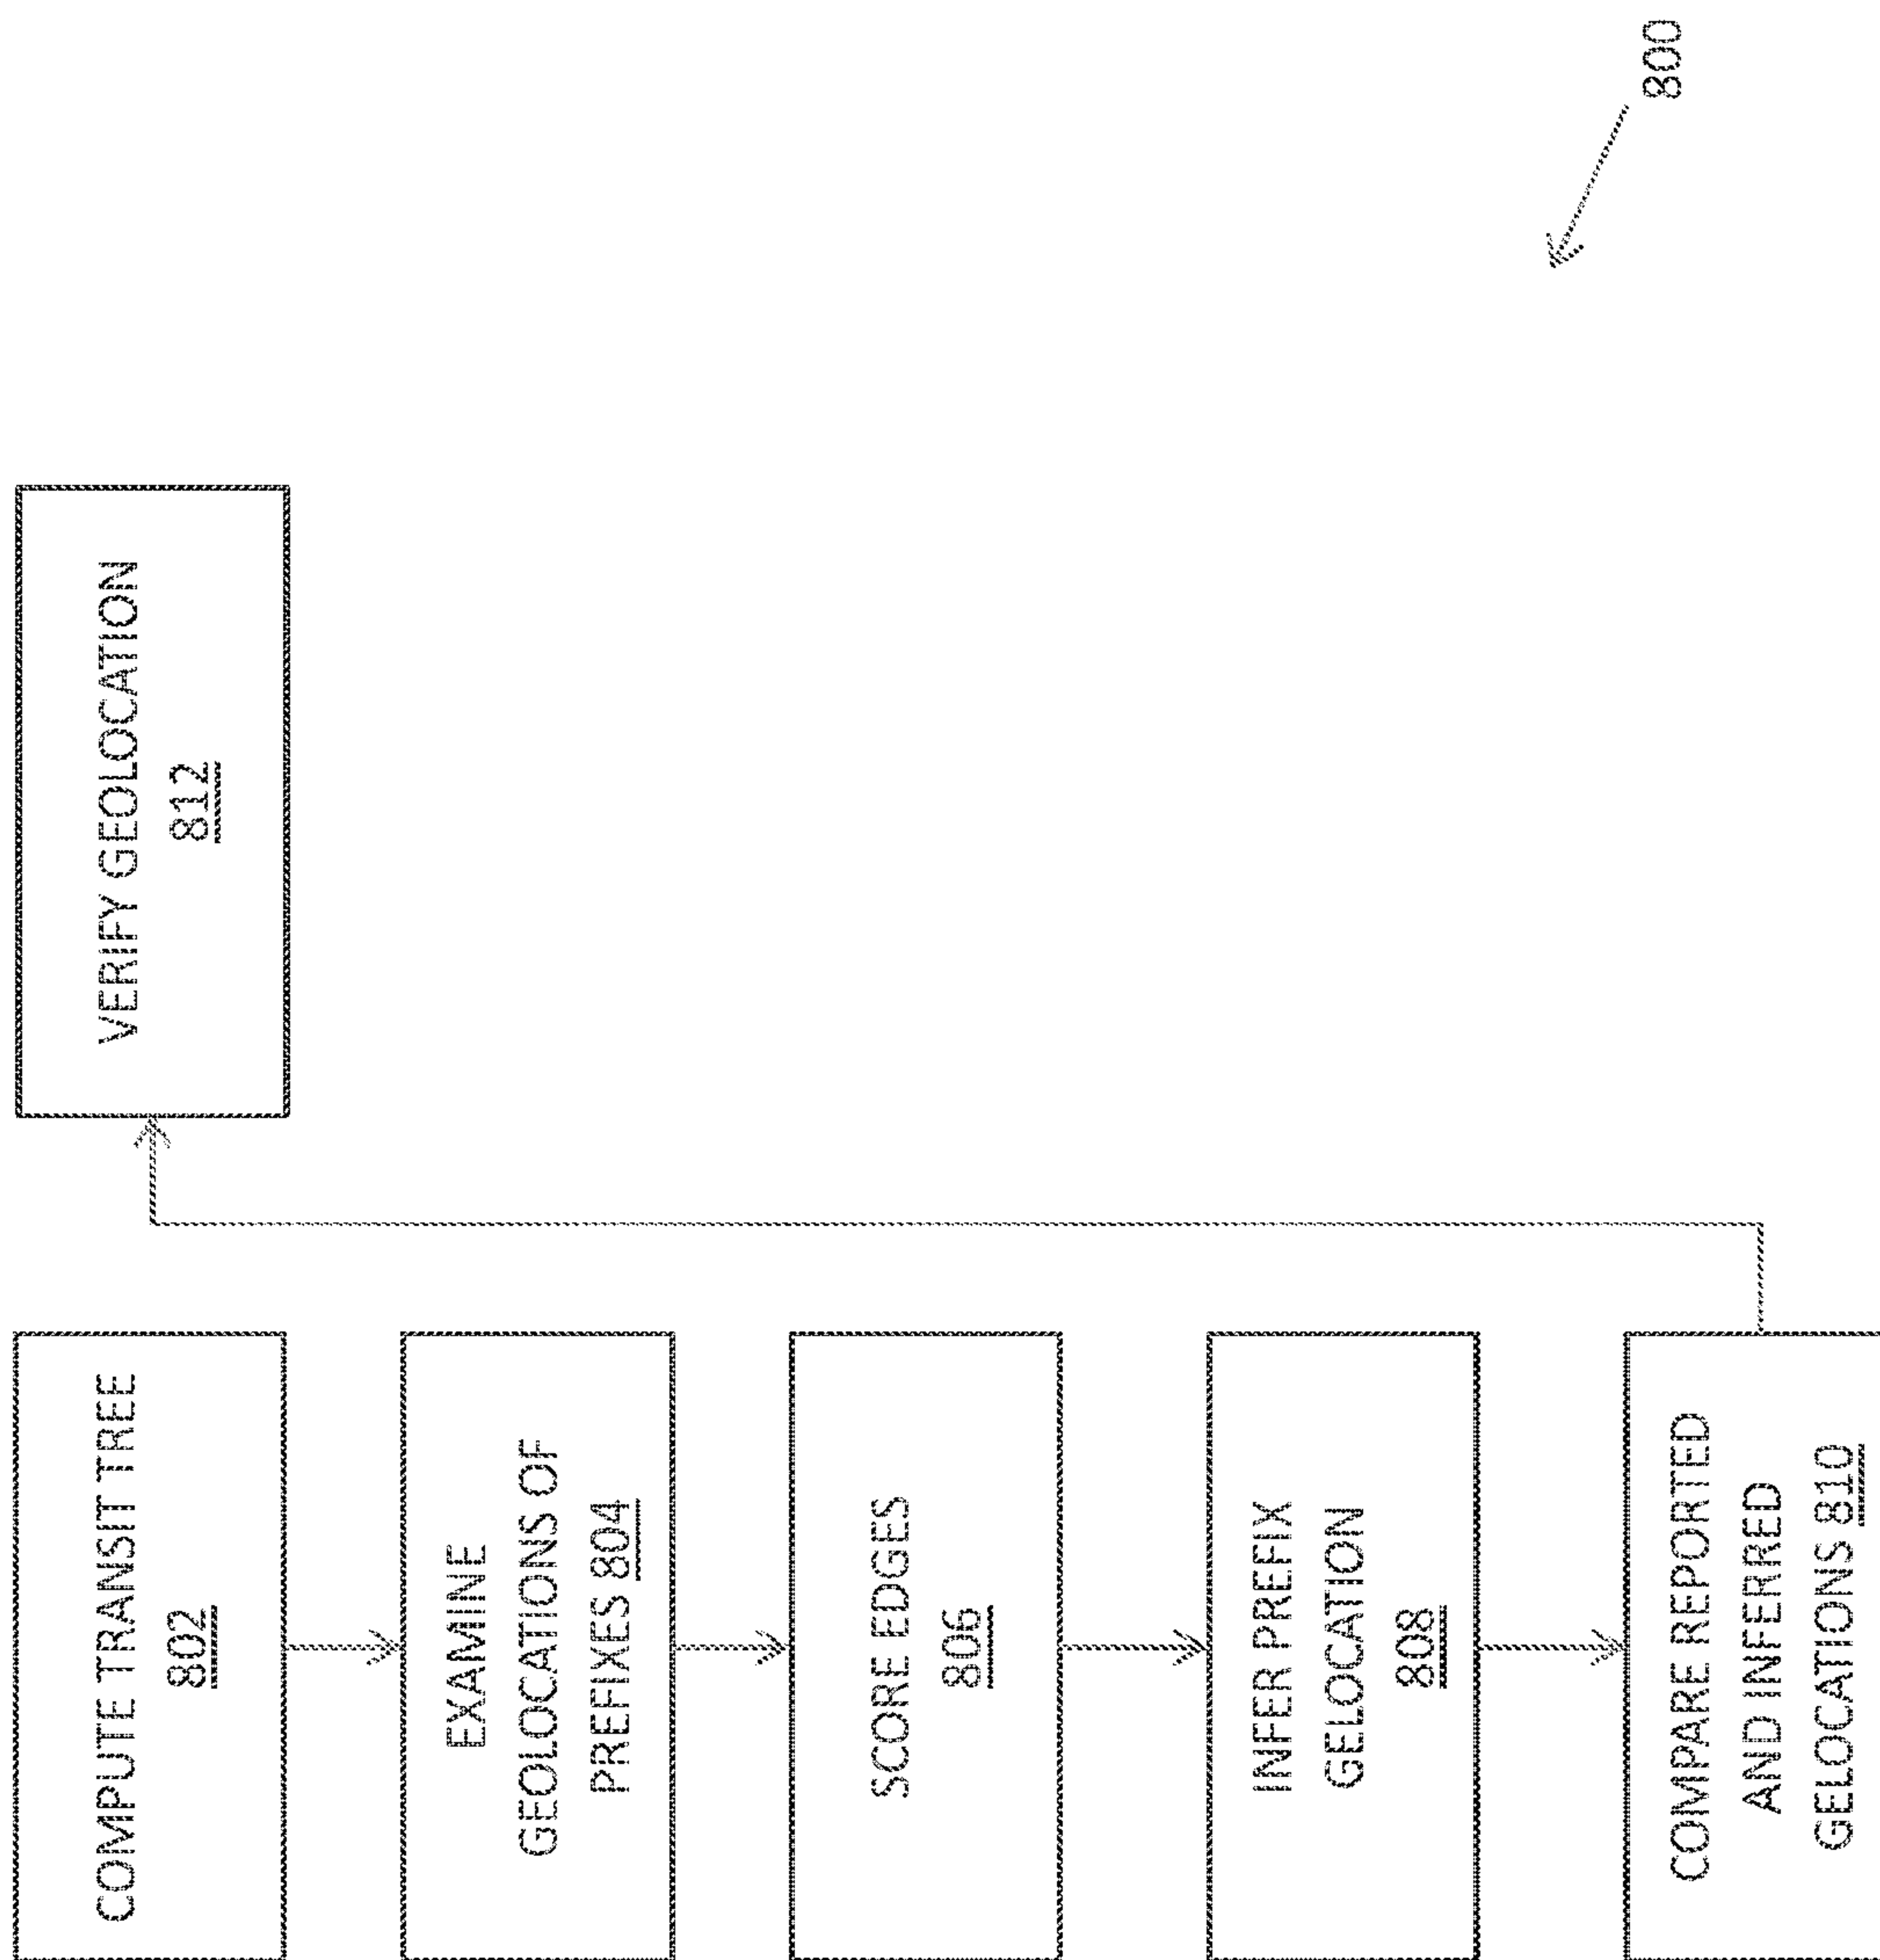 COMPUTE TRANSIT TREE
802
EXAMINE
GEOLOCATIONS OF
PREFIXES 804
SCORE EDGES
806
INFER PREFIX
GELOCATION
808
COMPARE REPORTED
AND INFERRED
GELOCATIONS 810
VERIFY GEOLOCATION
812
800